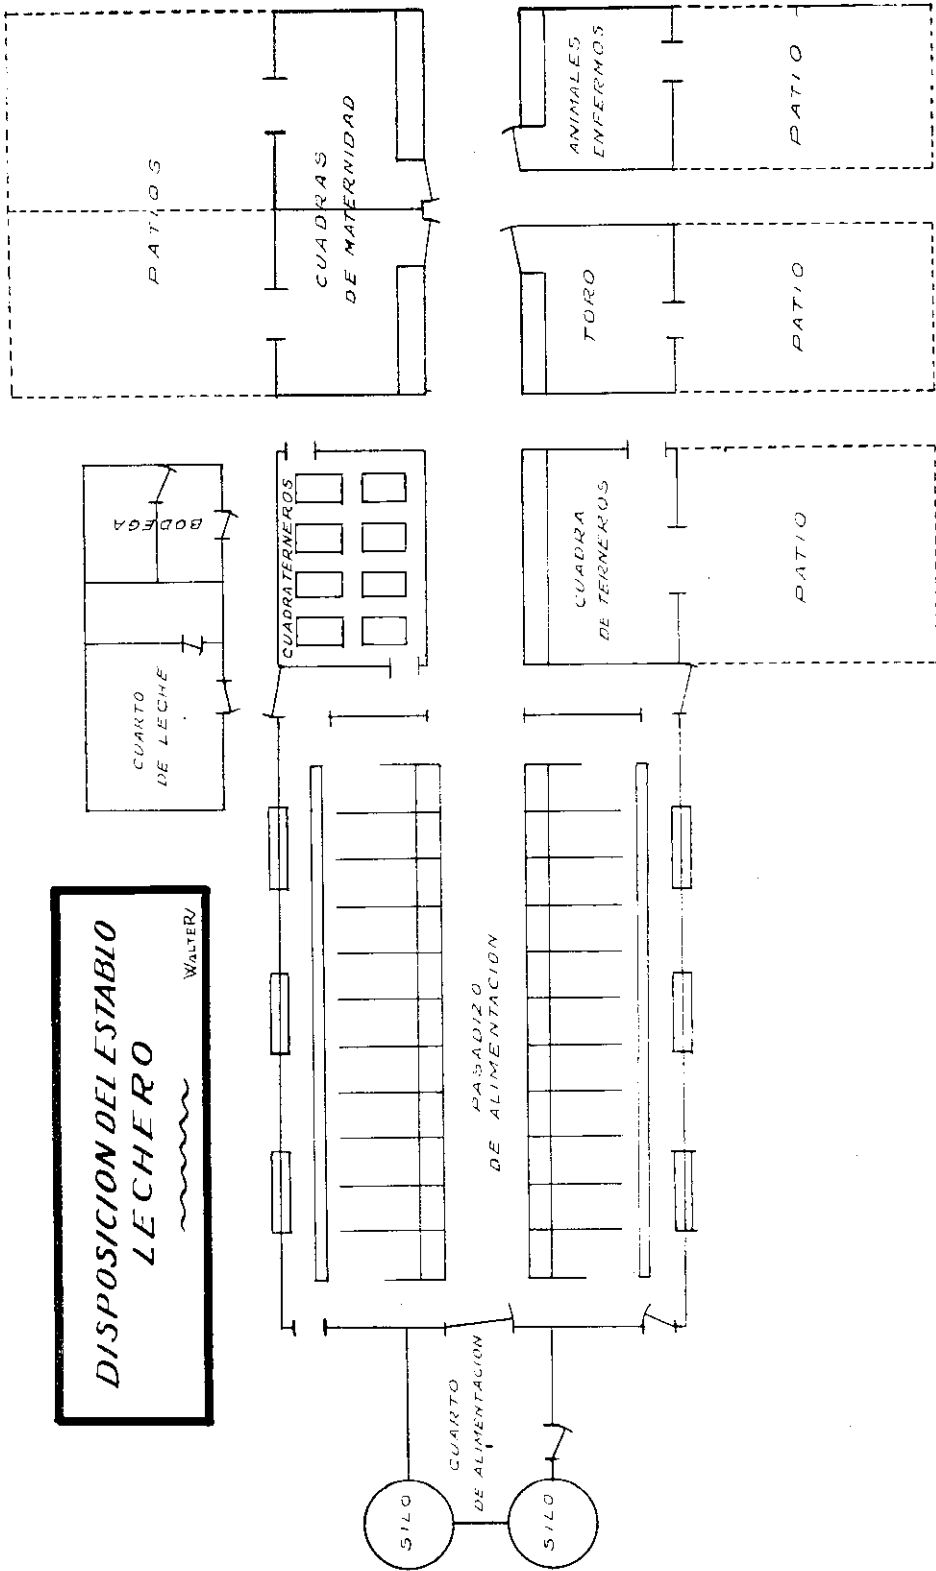 DISPOSICION DEL ESTABLO
LECHERO
WALTER
PATIOS
CUADRAS
DE MATERNIDAD
ANIMALES
ENFERMOS
PATIO
TORO
PATIO
BODEGA
CUADRA TERNEROS
CUADRA
DE TERNEROS
PATIO
CUARTO
DE LECHE
PASADIZO
DE ALIMENTACION
CUARTO
DE ALIMENTACION
SILO
SILO